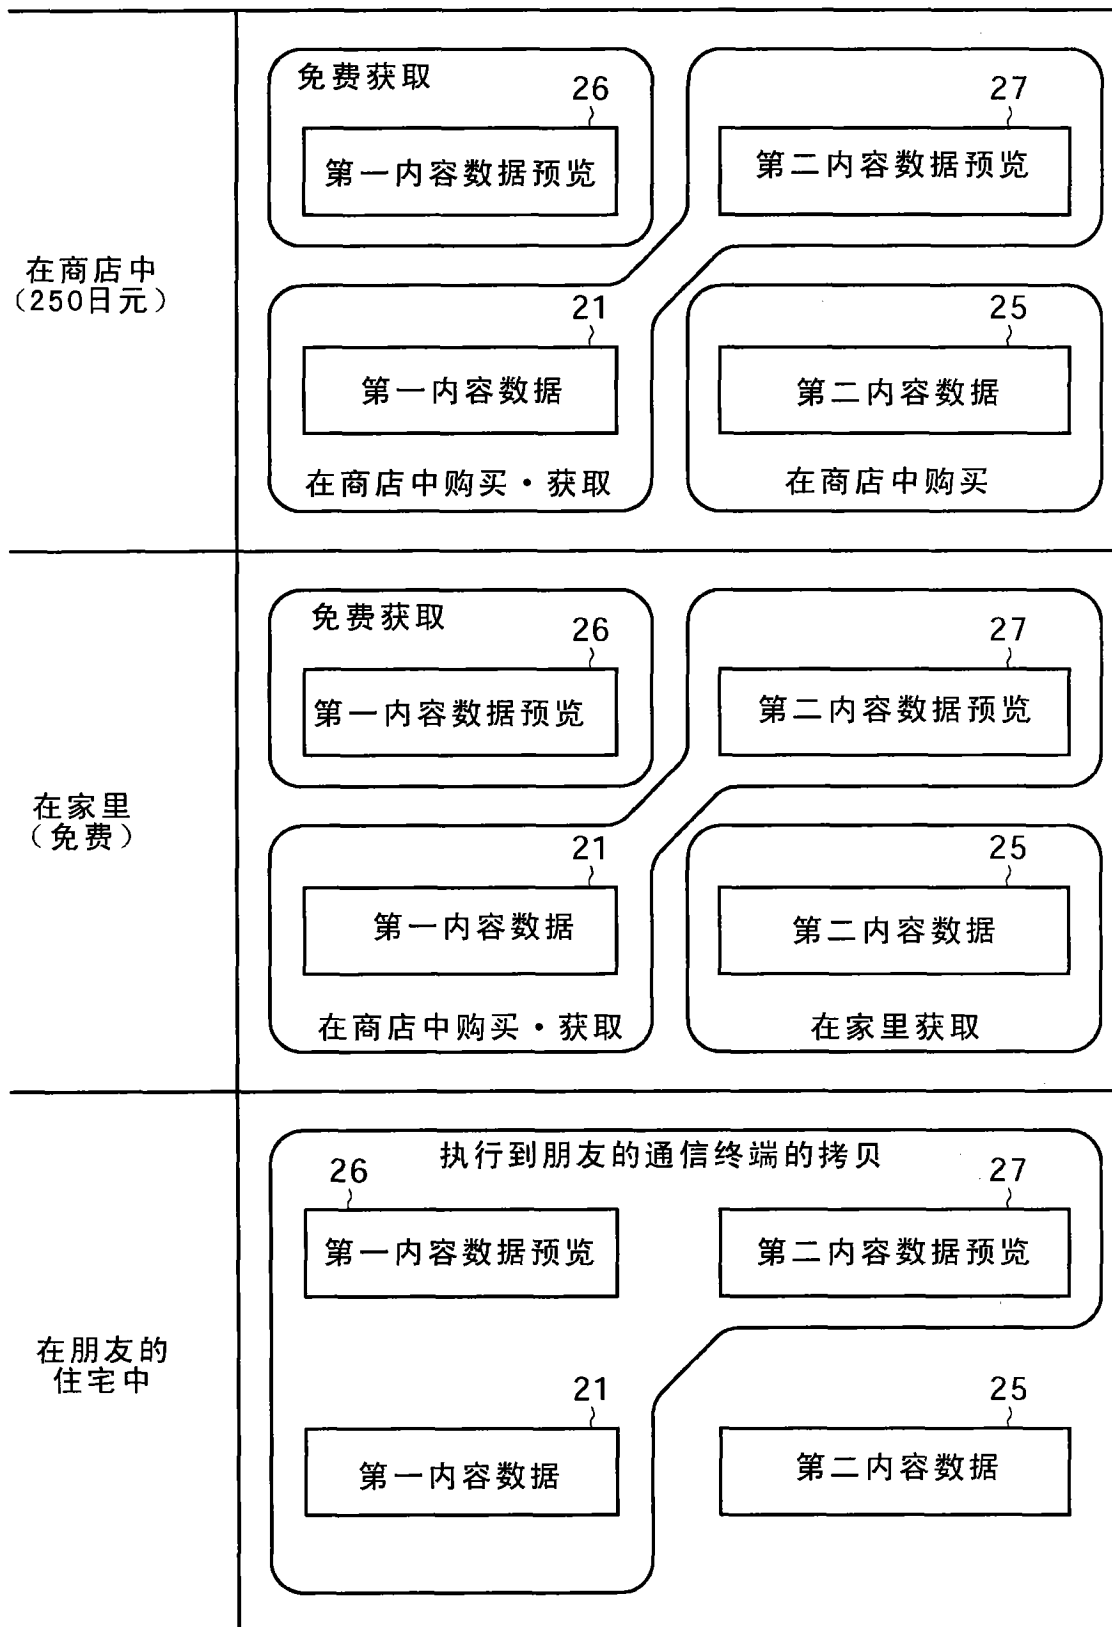 在商店中
（250日元）
免费获取
26
第一内容数据预览
27
第二内容数据预览
21
第一内容数据
在商店中购买·获取
25
第二内容数据
在商店中购买
在家里
（免费）
免费获取
26
第一内容数据预览
27
第二内容数据预览
21
第一内容数据
在商店中购买·获取
25
第二内容数据
在家里获取
在朋友的
住宅中
执行到朋友的通信终端的拷贝
26
第一内容数据预览
27
第二内容数据预览
21
第一内容数据
25
第二内容数据